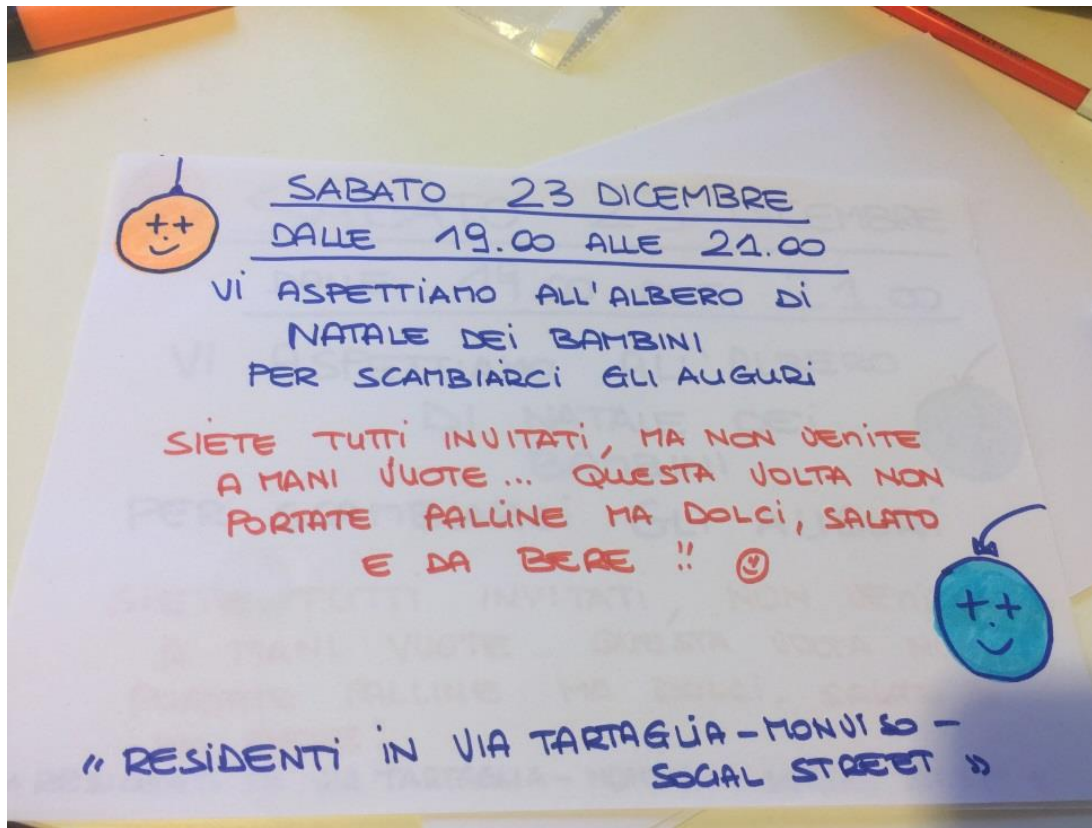 SABATO 23 DICEMBRE
DALLE 19.00 ALLE 21.00
Vi ASPETTIAMO ALL'ALBERO Di
NATALE DEI BAMBINI
PER SCAMBIARCI GLI AUGURI
SIETE TUTTI INVITATI, MA NON VENITE
A MANI VUOTE... QUESTA VOLTA NON
PORTATE PALLINE MA DOLCI, SALATO
E DA BERE !! ☺
" RESIDENTI IN VIA TARTAGLIA - MONVISO -
SOCIAL STREET "